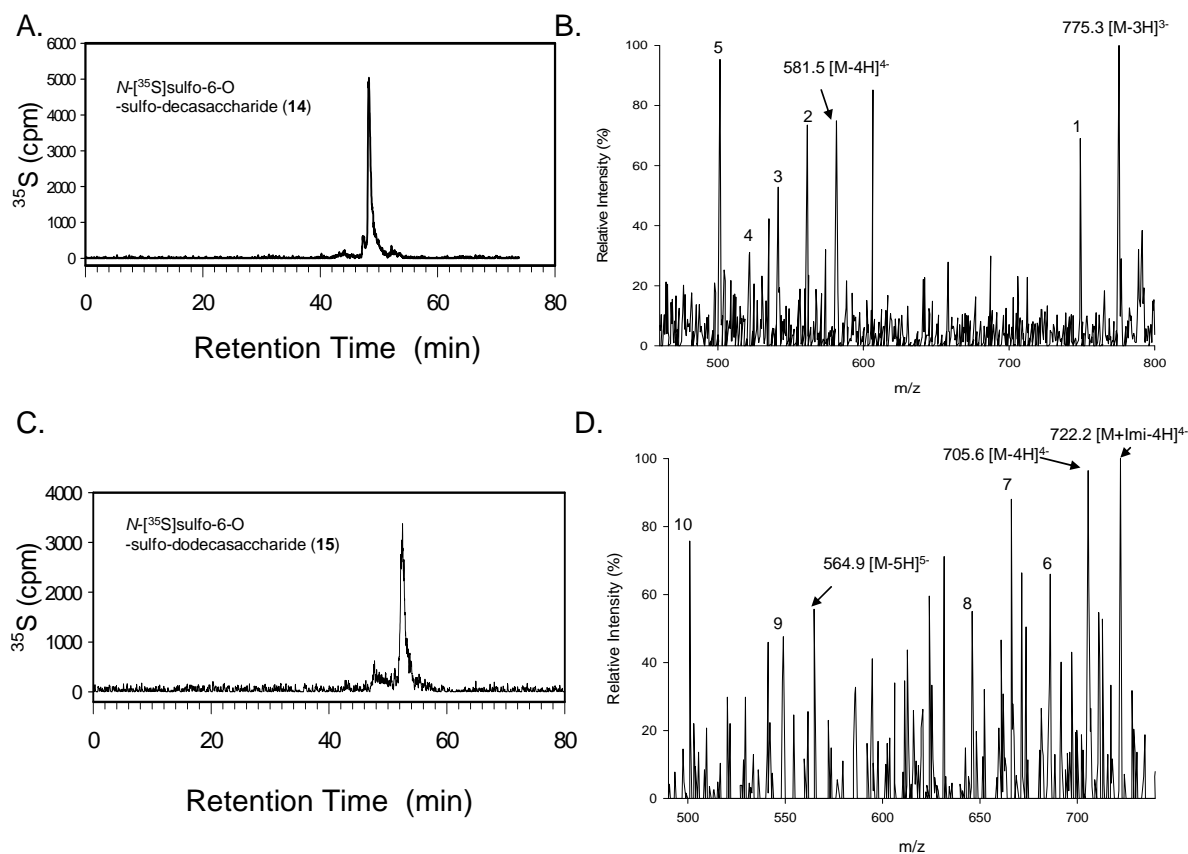 A.
6000
5000
4000
3000
2000
1000
0
³⁵S (cpm)
N-[³⁵S]sulfo-6-O
-sulfo-decasaccharide (14)
0 20 40 60 80
Retention Time (min)
B.
775.3 [M-3H]³⁻
100
80
60
40
20
0
Relative Intensity (%)
5
581.5 [M-4H]⁴⁻
2
3
4
1
500 600 700 800
m/z
C.
4000
3000
2000
1000
0
³⁵S (cpm)
N-[³⁵S]sulfo-6-O
-sulfo-dodecasaccharide (15)
0 20 40 60 80
Retention Time (min)
D.
722.2 [M+Imi-4H]⁴⁻
705.6 [M-4H]⁴⁻
100
80
60
40
20
0
Relative Intensity (%)
10
7
564.9 [M-5H]⁵⁻
6
8
9
500 550 600 650 700
m/z